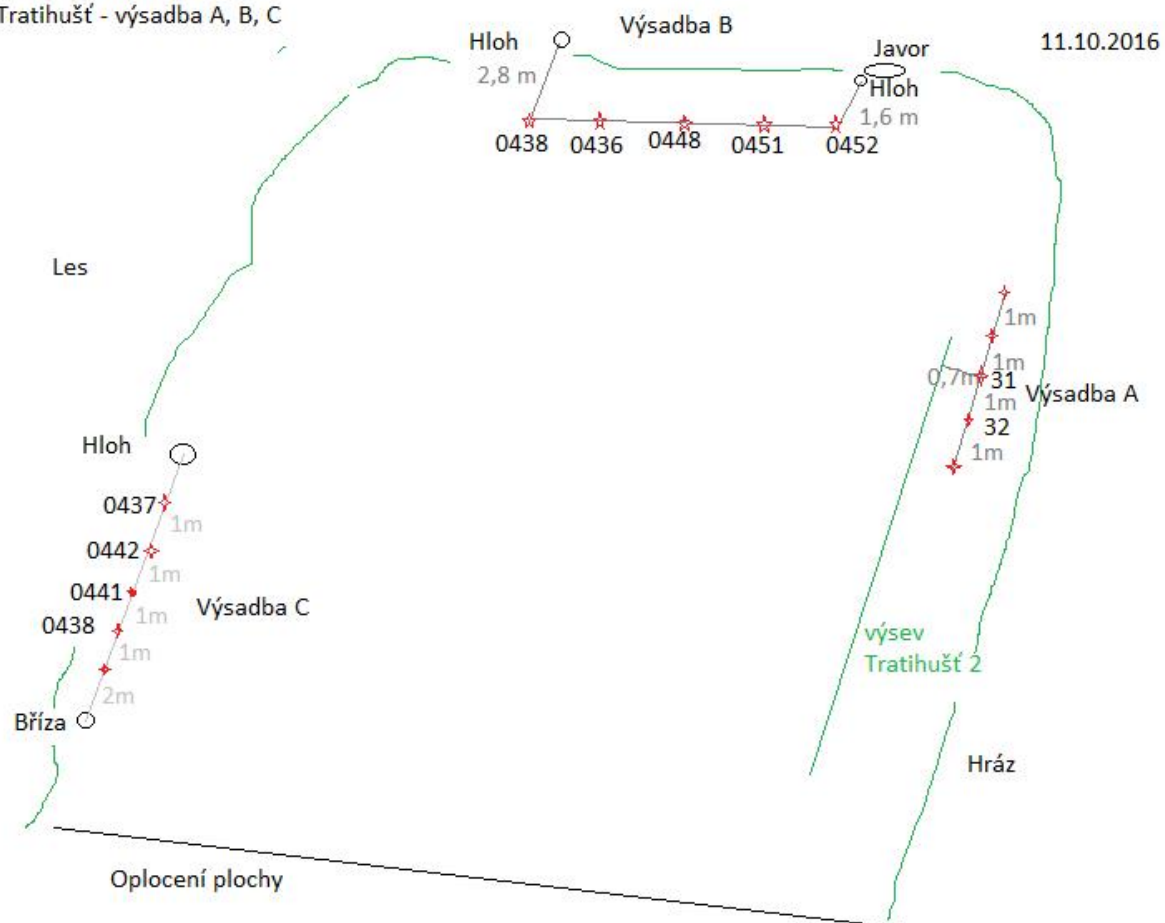 Tratihušť - výsadba A, B, C
Hloh
Výsadba B
Javor
11.10.2016
2,8 m
Hloh
1,6 m
0438
0436
0448
0451
0452
Les
1m
1m
0,7m
31
Výsadba A
1m
32
1m
Hloh
0437
1m
0442
1m
0441
Výsadba C
1m
0438
1m
2m
Bříza
výsev
Tratihušť 2
Hráz
Oplocení plochy